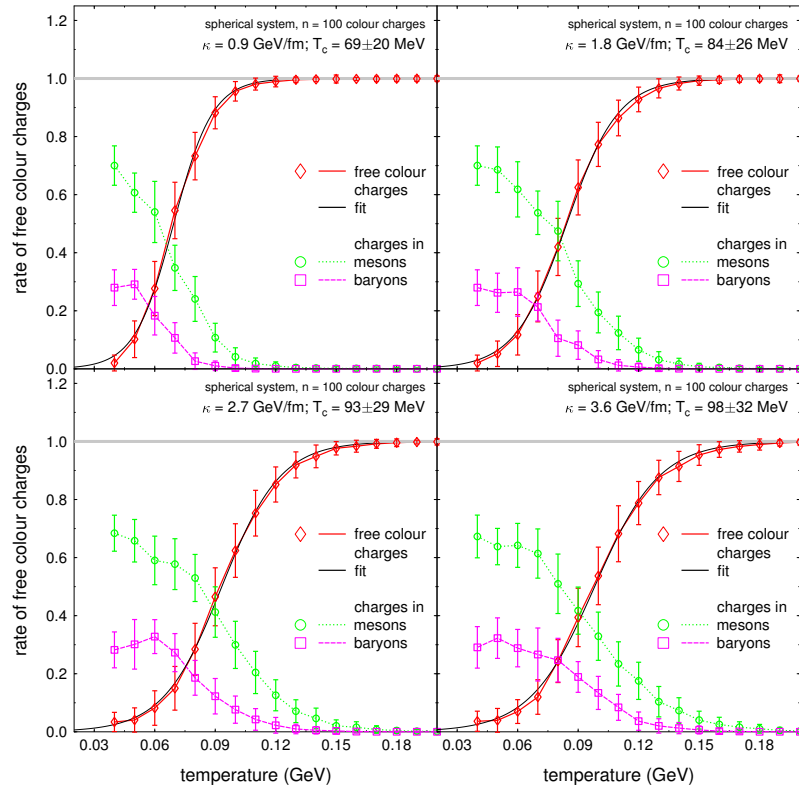 spherical system, n = 100 colour charges
κ = 0.9 GeV/fm; T_c = 69±20 MeV
1.2
1.0
0.8
0.6
0.4
0.2
0.0
rate of free colour charges
free colour
charges
fit
charges in
mesons
baryons
spherical system, n = 100 colour charges
κ = 1.8 GeV/fm; T_c = 84±26 MeV
free colour
charges
fit
charges in
mesons
baryons
spherical system, n = 100 colour charges
κ = 2.7 GeV/fm; T_c = 93±29 MeV
1.2
1.0
0.8
0.6
0.4
0.2
0.0
rate of free colour charges
free colour
charges
fit
charges in
mesons
baryons
0.03 0.06 0.09 0.12 0.15 0.18
temperature (GeV)
spherical system, n = 100 colour charges
κ = 3.6 GeV/fm; T_c = 98±32 MeV
free colour
charges
fit
charges in
mesons
baryons
0.03 0.06 0.09 0.12 0.15 0.18
temperature (GeV)